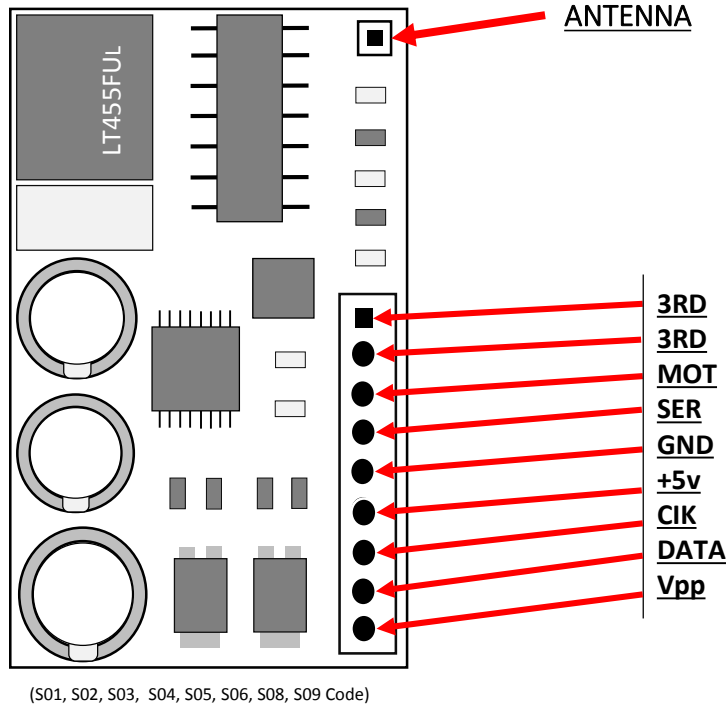 ANTENNA
LT455FUL
3RD
3RD
MOT
SER
GND
+5v
CIK
DATA
Vpp
(S01, S02, S03, S04, S05, S06, S08, S09 Code)